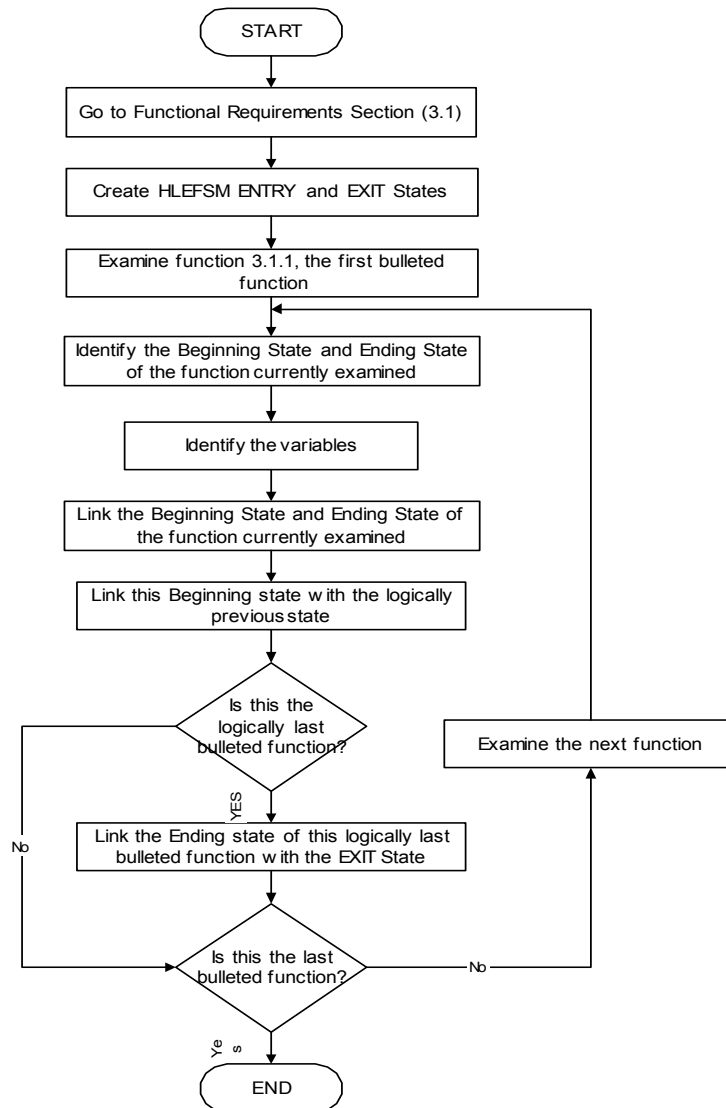 START
Go to Functional Requirements Section (3.1)
Create HLEFSM ENTRY and EXIT States
Examine function 3.1.1, the first bulleted
function
Identify the Beginning State and Ending State
of the function currently examined
Identify the variables
Link the Beginning State and Ending State of
the function currently examined
Link this Beginning state with the logically
previous state
Is this the
logically last
bulleted function?
Examine the next function
No
YES
Link the Ending state of this logically last
bulleted function with the EXIT State
Is this the last
bulleted function?
No
Ye
s
END